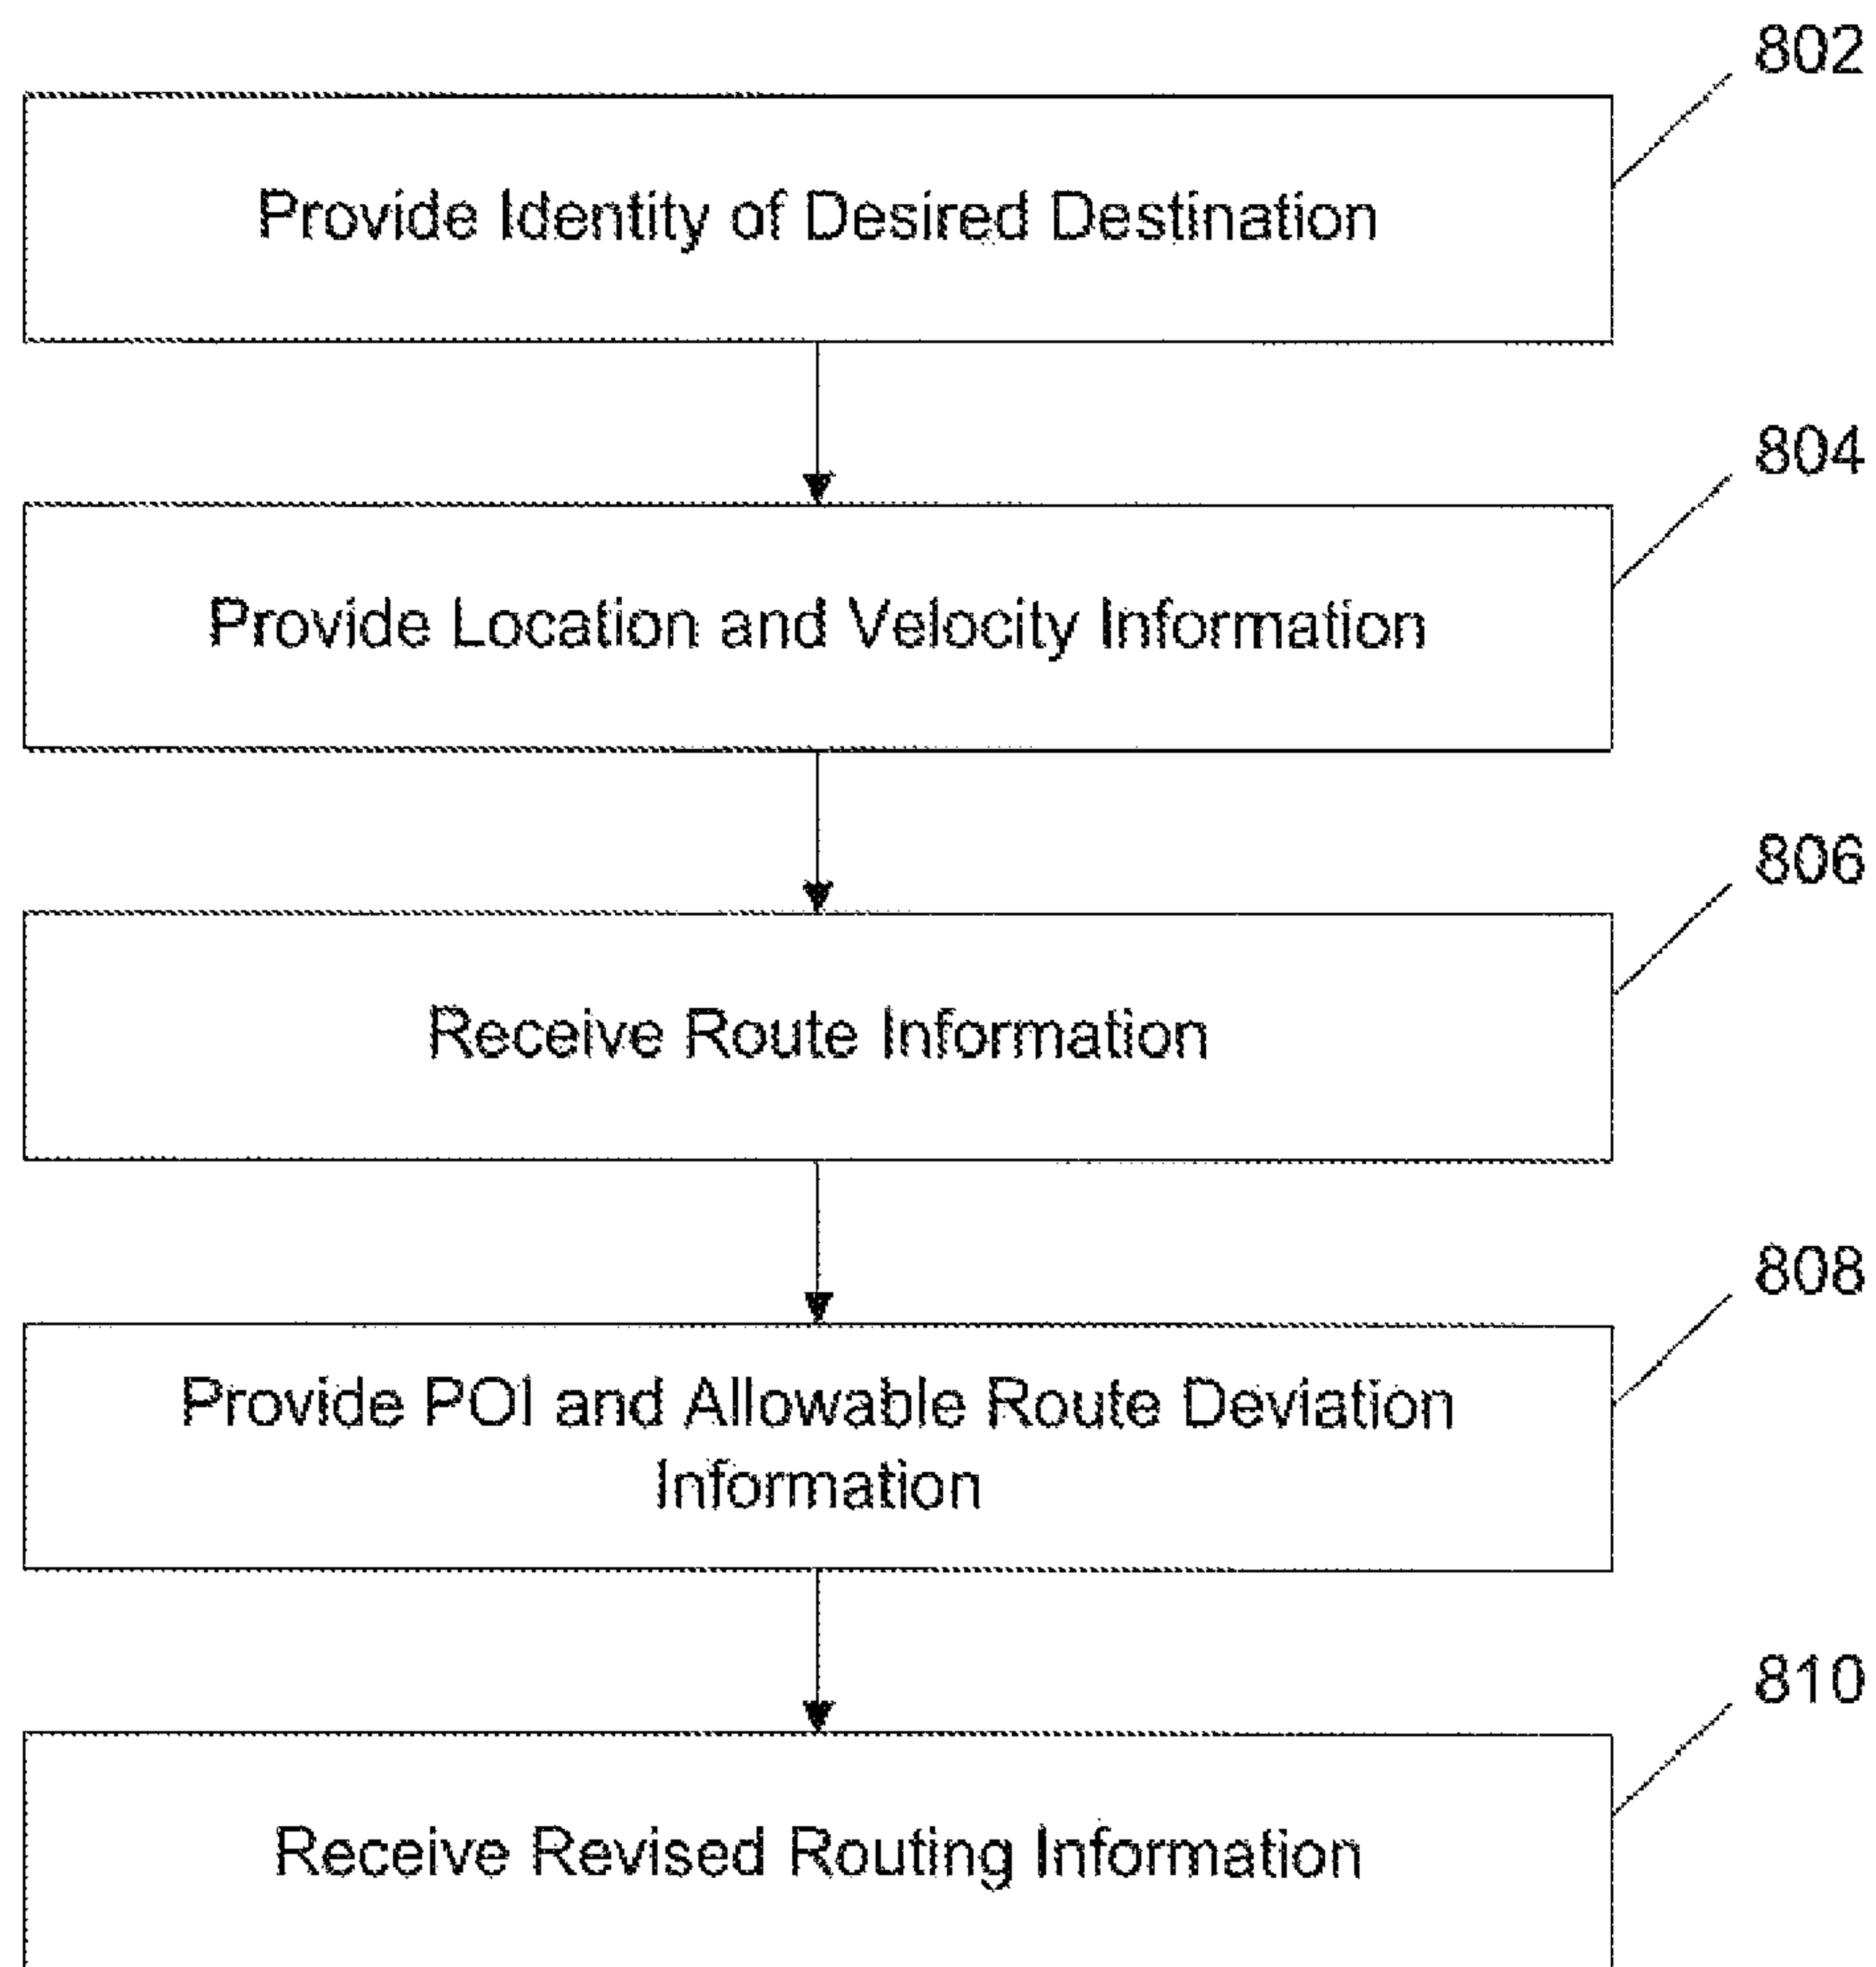 802
Provide Identity of Desired Destination
804
Provide Location and Velocity Information
806
Receive Route Information
808
Provide POI and Allowable Route Deviation
Information
810
Receive Revised Routing Information